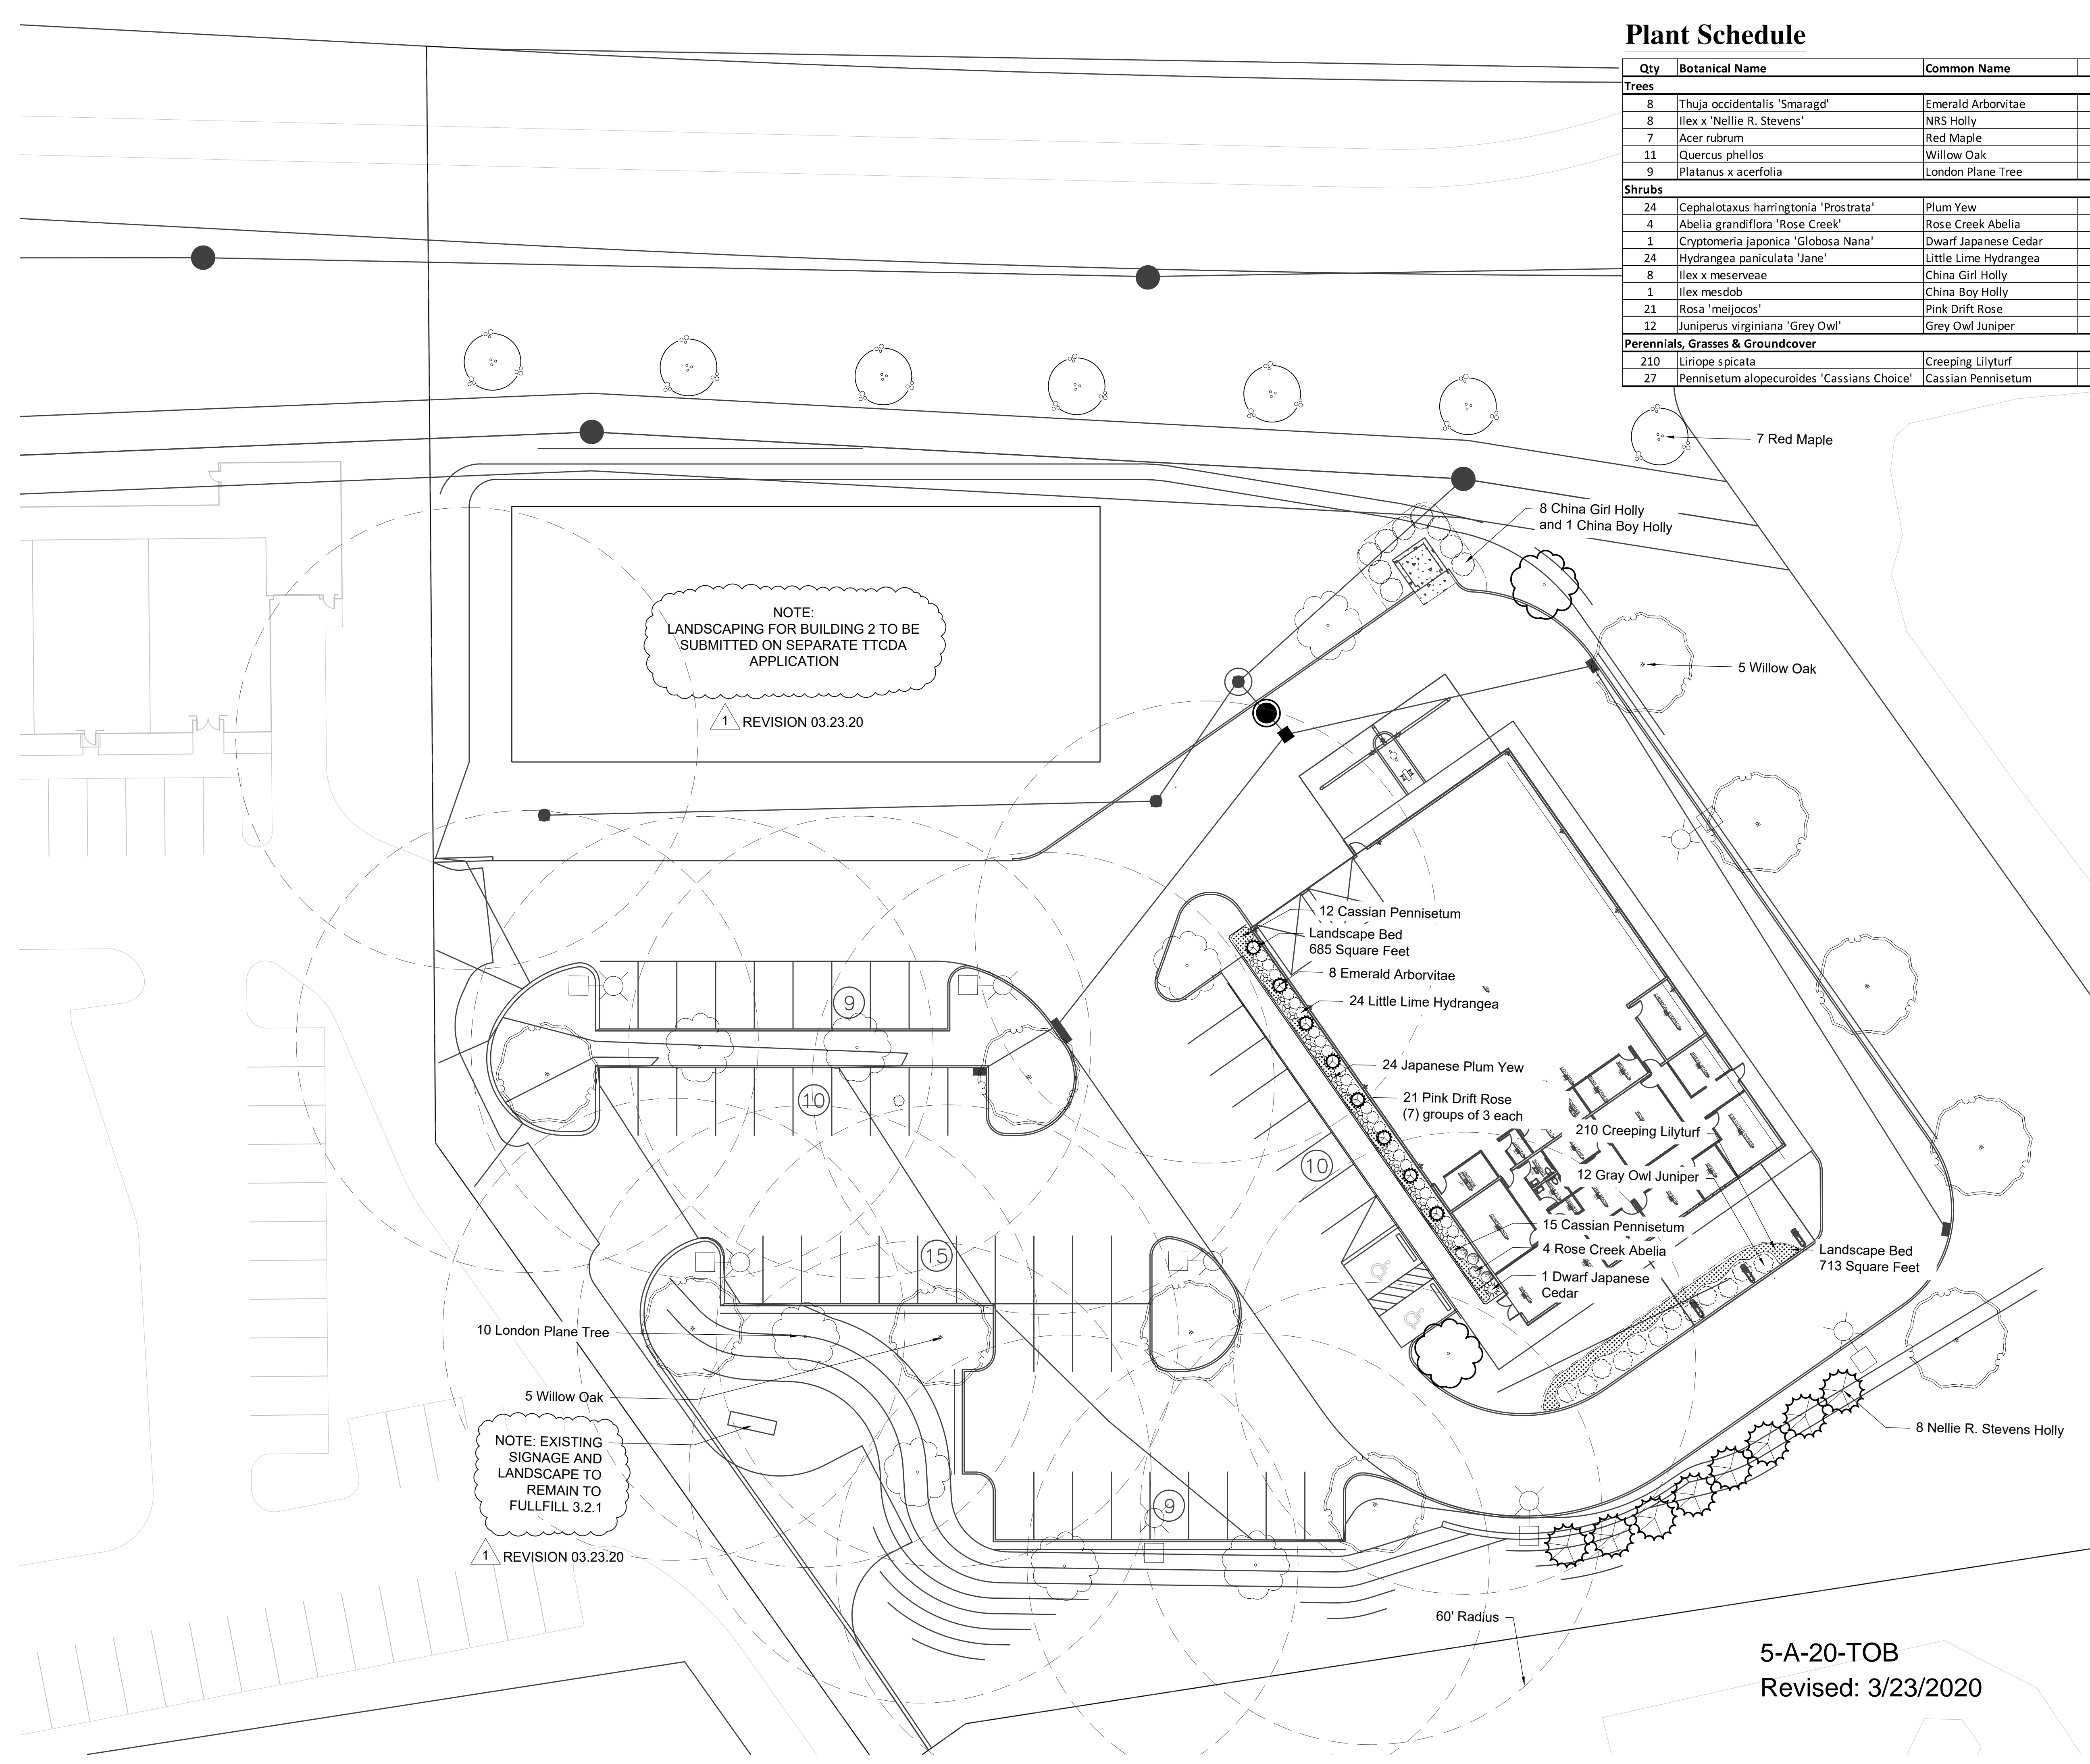 Plant Schedule
Qty Botanical Name Common Name
Trees
8 Thuja occidentalis 'Smaragd' Emerald Arborvitae
8 Ilex x 'Nellie R. Stevens' NRS Holly
7 Acer rubrum Red Maple
11 Quercus phellos Willow Oak
9 Platanus x acerfolia London Plane Tree
Shrubs
24 Cephalotaxus harringtonia 'Prostrata' Plum Yew
4 Abelia grandiflora 'Rose Creek' Rose Creek Abelia
1 Cryptomeria japonica 'Globosa Nana' Dwarf Japanese Cedar
24 Hydrangea paniculata 'Jane' Little Lime Hydrangea
8 Ilex x meserveae China Girl Holly
1 Ilex mesdob China Boy Holly
21 Rosa 'meijocos' Pink Drift Rose
12 Juniperus virginiana 'Grey Owl' Grey Owl Juniper
Perennials, Grasses & Groundcover
210 Liriope spicata Creeping Lilyturf
27 Pennisetum alopecuroides 'Cassians Choice' Cassian Pennisetum
7 Red Maple
8 China Girl Holly
and 1 China Boy Holly
NOTE:
LANDSCAPING FOR BUILDING 2 TO BE
SUBMITTED ON SEPARATE TTCDA
APPLICATION
1 REVISION 03.23.20
5 Willow Oak
12 Cassian Pennisetum
Landscape Bed
685 Square Feet
8 Emerald Arborvitae
24 Little Lime Hydrangea
9
24 Japanese Plum Yew
21 Pink Drift Rose
(7) groups of 3 each
10
210 Creeping Lilyturf
10
12 Gray Owl Juniper
15 Cassian Pennisetum
4 Rose Creek Abelia
15
Landscape Bed
713 Square Feet
1 Dwarf Japanese
Cedar
10 London Plane Tree
5 Willow Oak
8 Nellie R. Stevens Holly
NOTE: EXISTING
SIGNAGE AND
LANDSCAPE TO
REMAIN TO
FULLFILL 3.2.1
9
1 REVISION 03.23.20
60' Radius
5-A-20-TOB
Revised: 3/23/2020